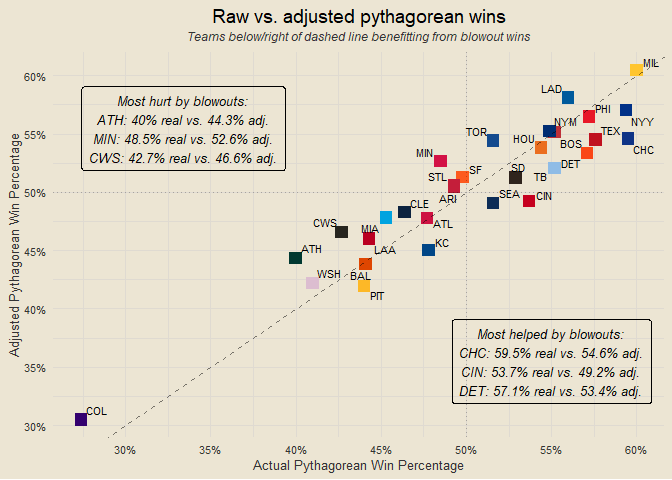 Raw vs. adjusted pythagorean wins
Teams below/right of dashed line benefitting from blowout wins
Adjusted Pythagorean Win Percentage
60%
55%
50%
45%
40%
35%
30%
Most hurt by blowouts:
ATH: 40% real vs. 44.3% adj.
MIN: 48.5% real vs. 52.6% adj.
CWS: 42.7% real vs. 46.6% adj.
MIL
LAD
PHI
NYY
NYM
TEX
TOR
HOU
BOS
CHC
MIN
SF
SD
DET
STL
TB
ARI
CLE
SEA
CIN
CWS
MIA
ATL
ATH
LAA
KC
WSH
BAL
PIT
COL
Most helped by blowouts:
CHC: 59.5% real vs. 54.6% adj.
CIN: 53.7% real vs. 49.2% adj.
DET: 57.1% real vs. 53.4% adj.
30%
35%
40%
45%
50%
55%
60%
Actual Pythagorean Win Percentage